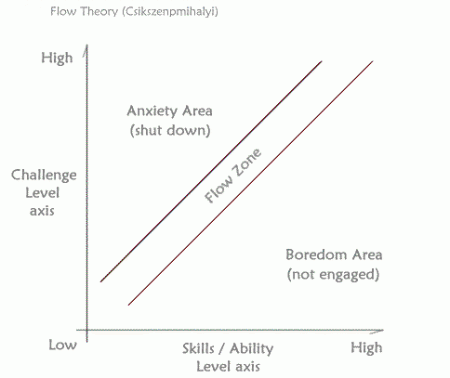 Flow Theory (Csikszenpmihalyi)
High
Anxiety Area
(shut down)
Flow Zone
Challenge
Level
axis
Boredom Area
(not engaged)
Low
Skills / Ability
Level axis
High